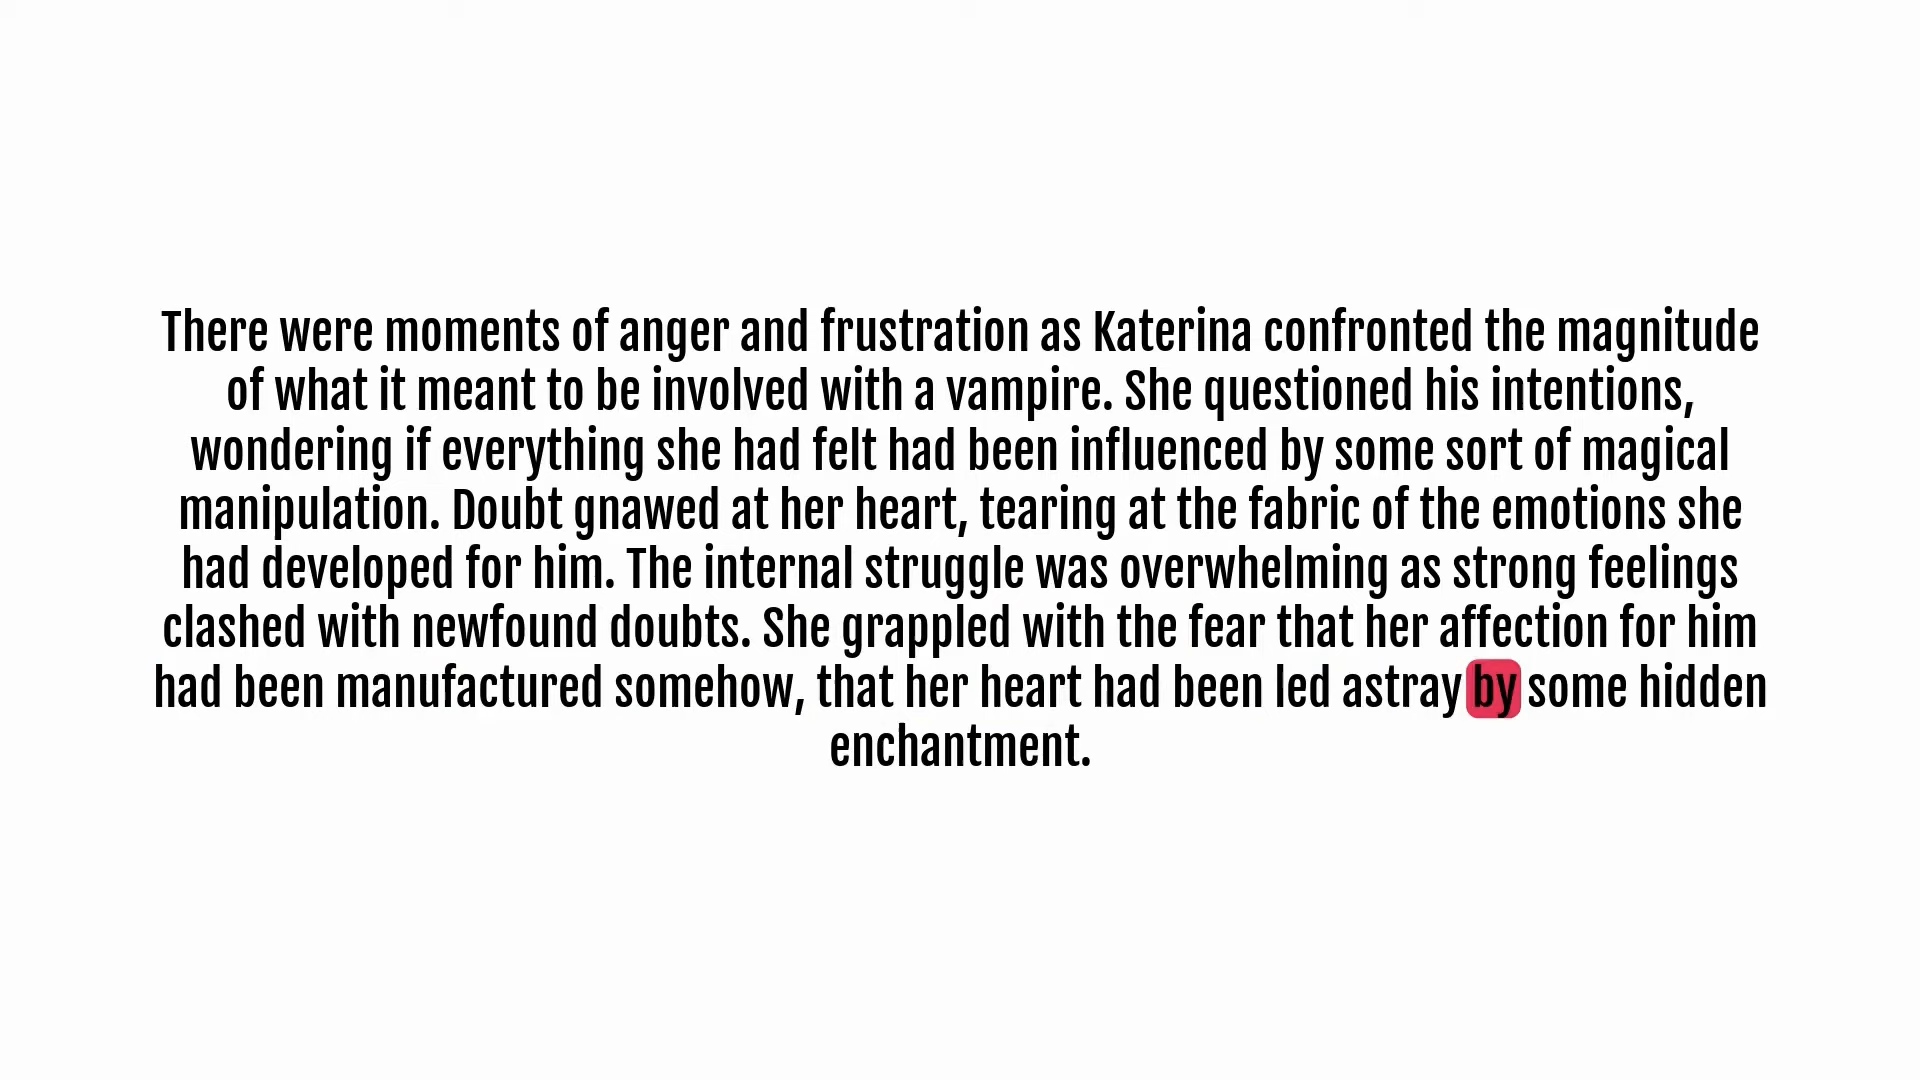 There were moments of anger and frustration as Katerina confronted the magnitude
of what it meant to be involved with a vampire. She questioned his intentions,
wondering if everything she had felt had been influenced by some sort of magical
manipulation. Doubt gnawed at her heart, tearing at the fabric of the emotions she
had developed for him. The internal struggle was overwhelming as strong feelings
clashed with newfound doubts. She grappled with the fear that her affection for him
had been manufactured somehow, that her heart had been led astray by some hidden
enchantment.